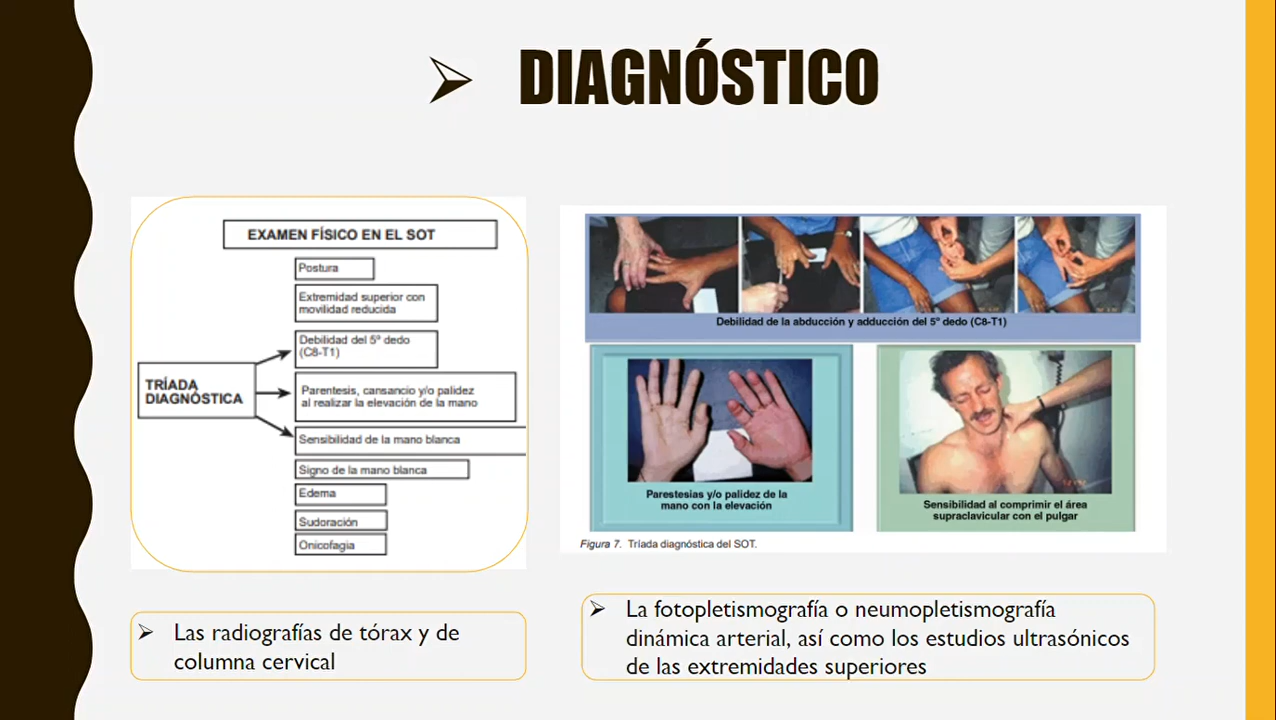 DIAGNÓSTICO
EXAMEN FÍSICO EN EL SOT
Postura
Extremidad superior con
movilidad reducida
Debilidad del 5º dedo
(C8-T1)
TRÍADA
DIAGNÓSTICA
Parentesis, cansancio y/o palidez
al realizar la elevación de la mano
Sensibilidad de la mano blanca
Signo de la mano blanca
Edema
Sudoración
Onicofagia
Debilidad de la abducción y adducción del 5º dedo (C8-T1)
Parestesias y/o palidez de la
mano con la elevación
Sensibilidad al comprimir el área
supraclavicular con el pulgar
Figura 7. Tríada diagnóstica del SOT.
Las radiografías de tórax y de
columna cervical
La fotopletismografía o neumopletismografía
dinámica arterial, así como los estudios ultrasónicos
de las extremidades superiores